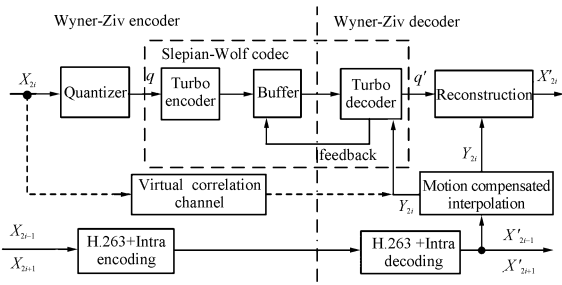 Wyner-Ziv encoder
Wyner-Ziv decoder
Slepian-Wolf codec
X2i
Quantizer
q
Turbo
encoder
Buffer
Turbo
decoder
q′
Reconstruction
X′2i
feedback
Y2i
Virtual correlation
channel
Y2i
Motion compensated
interpolation
X2i−1
X2i+1
H.263+Intra
encoding
H.263 +Intra
decoding
X′2i−1
X′2i+1